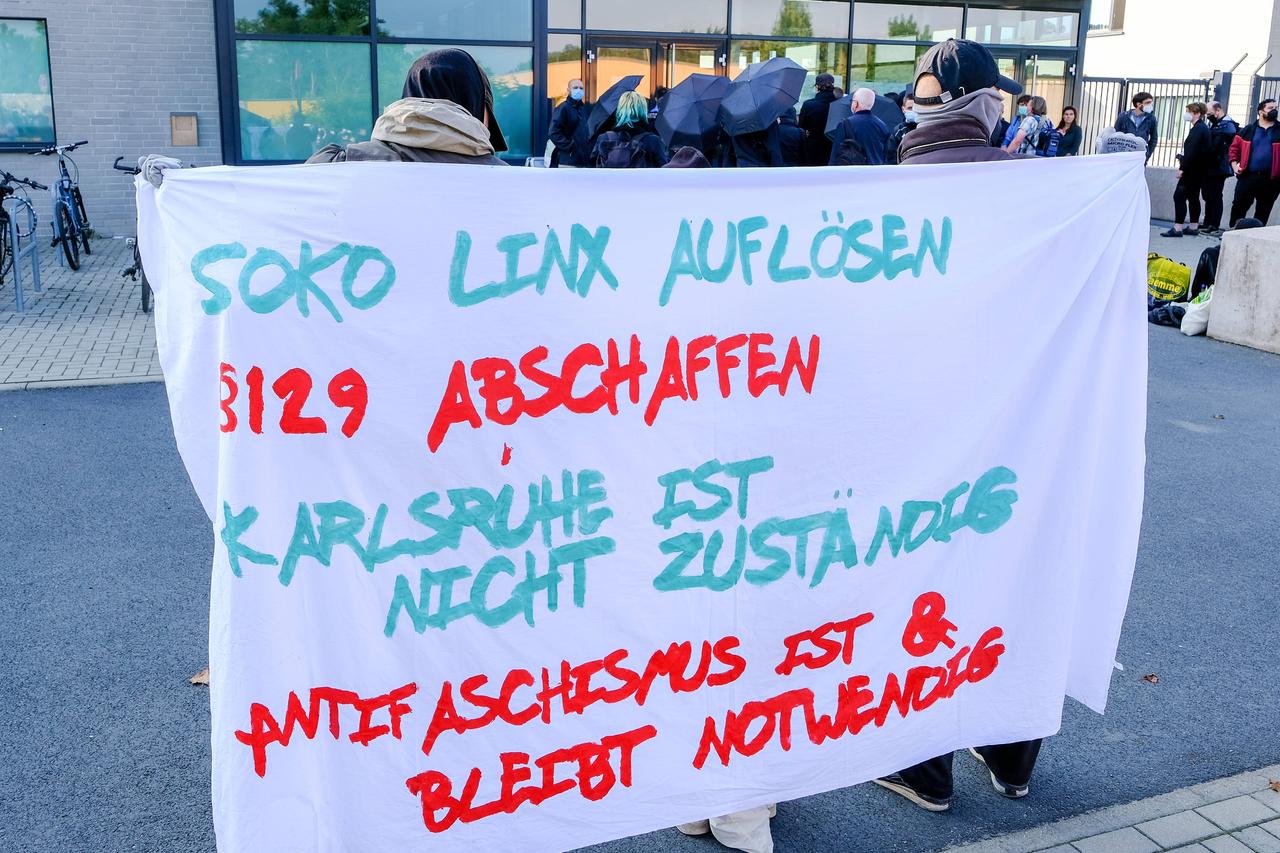 SOKO LINX AUFLÖSEN
§129 ABSCHAFFEN
KARLSRUHE IST
NICHT ZUSTÄNDIG
ANTIFASCHISMUS IST &
BLEIBT NOTWENDIG